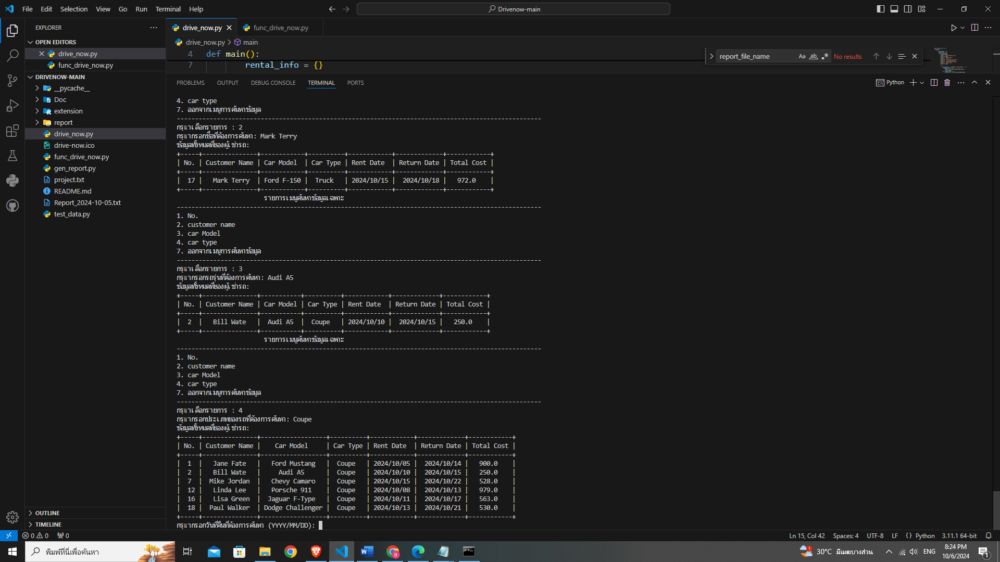 File Edit Selection View Go Run Terminal Help
Drivenow-main
EXPLORER
OPEN EDITORS
drive_now.py
func_drive_now.py
DRIVENOW-MAIN
__pycache__
Doc
extension
report
drive_now.py
drive-now.ico
func_drive_now.py
gen_report.py
project.txt
README.md
Report_2024-10-05.txt
test_data.py
OUTLINE
TIMELINE
drive_now.py func_drive_now.py
drive_now.py > main
4 def main():
7 rental_info = {}
report_file_name Aa ab No results
PROBLEMS OUTPUT DEBUG CONSOLE TERMINAL PORTS
Python
4. car type
7. ออกจากเมนูการค้นหาข้อมูล
----------------------------------------------------------------------------------------------------
กรุณาเลือกรายการ : 2
กรุณากรอกชื่อที่ต้องการค้นหา: Mark Terry
ข้อมูลทั้งหมดที่ของผู้เช่ารถ:
+-----+---------------+------------+----------+------------+-------------+------------+
| No. | Customer Name | Car Model  | Car Type | Rent Date  | Return Date | Total Cost |
+-----+---------------+------------+----------+------------+-------------+------------+
|  17 |   Mark Terry  | Ford F-150 |  Truck   | 2024/10/15 |  2024/10/18 |   972.0    |
+-----+---------------+------------+----------+------------+-------------+------------+
รายการเมนูค้นหาข้อมูลเฉพาะ
----------------------------------------------------------------------------------------------------
1. No.
2. customer name
3. car Model
4. car type
7. ออกจากเมนูการค้นหาข้อมูล
----------------------------------------------------------------------------------------------------
กรุณาเลือกรายการ : 3
กรุณากรอกรถรุ่นที่ต้องการค้นหา: Audi A5
ข้อมูลทั้งหมดที่ของผู้เช่ารถ:
+-----+---------------+-----------+----------+------------+-------------+------------+
| No. | Customer Name | Car Model | Car Type | Rent Date  | Return Date | Total Cost |
+-----+---------------+-----------+----------+------------+-------------+------------+
|  2  |   Bill Wate   |  Audi A5  |  Coupe   | 2024/10/10 |  2024/10/15 |   250.0    |
+-----+---------------+-----------+----------+------------+-------------+------------+
รายการเมนูค้นหาข้อมูลเฉพาะ
----------------------------------------------------------------------------------------------------
1. No.
2. customer name
3. car Model
4. car type
7. ออกจากเมนูการค้นหาข้อมูล
----------------------------------------------------------------------------------------------------
กรุณาเลือกรายการ : 4
กรุณากรอกประเภทของรถที่ต้องการค้นหา: Coupe
ข้อมูลทั้งหมดที่ของผู้เช่ารถ:
+-----+---------------+------------------+----------+------------+-------------+------------+
| No. | Customer Name |    Car Model     | Car Type | Rent Date  | Return Date | Total Cost |
+-----+---------------+------------------+----------+------------+-------------+------------+
|  1  |   Jane Fate   |   Ford Mustang   |  Coupe   | 2024/10/05 |  2024/10/14 |   900.0    |
|  2  |   Bill Wate   |     Audi A5      |  Coupe   | 2024/10/10 |  2024/10/15 |   250.0    |
|  7  |  Mike Jordan  |   Chevy Camaro   |  Coupe   | 2024/10/15 |  2024/10/22 |   528.0    |
|  12 |   Linda Lee   |   Porsche 911    |  Coupe   | 2024/10/08 |  2024/10/13 |   979.0    |
|  16 |   Lisa Green  |  Jaguar F-Type   |  Coupe   | 2024/10/11 |  2024/10/17 |   563.0    |
|  18 |  Paul Walker  | Dodge Challenger |  Coupe   | 2024/10/13 |  2024/10/21 |   530.0    |
+-----+---------------+------------------+----------+------------+-------------+------------+
กรุณากรอกวันที่คืนที่ต้องการค้นหา (YYYY/MM/DD):
0 0 0 Ln 15, Col 42 Spaces: 4 UTF-8 LF {} Python 3.11.1 64-bit
พิมพ์ที่นี่เพื่อค้นหา
30°C มีเมฆบางส่วน ENG 8:24 PM
10/6/2024